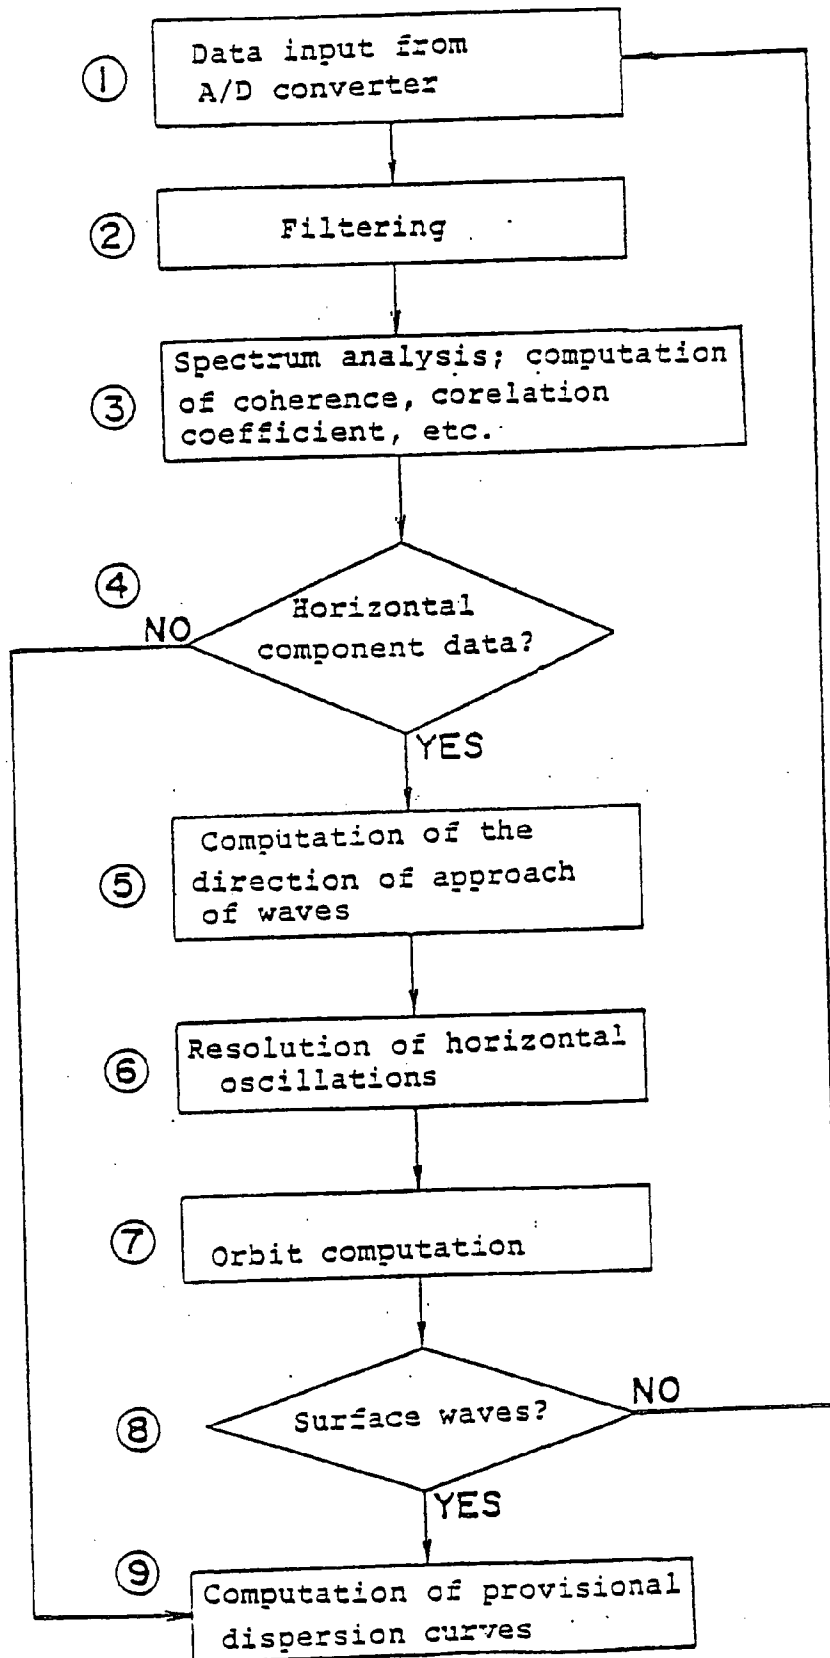 ①
Data input from
A/D converter
②
Filtering
③
Spectrum analysis; computation
of coherence, corelation
coefficient, etc.
④
Horizontal
component data?
NO
YES
⑤
Computation of the
direction of approach
of waves
⑥
Resolution of horizontal
oscillations
⑦
Orbit computation
⑧
Surface waves?
NO
YES
⑨
Computation of provisional
dispersion curves